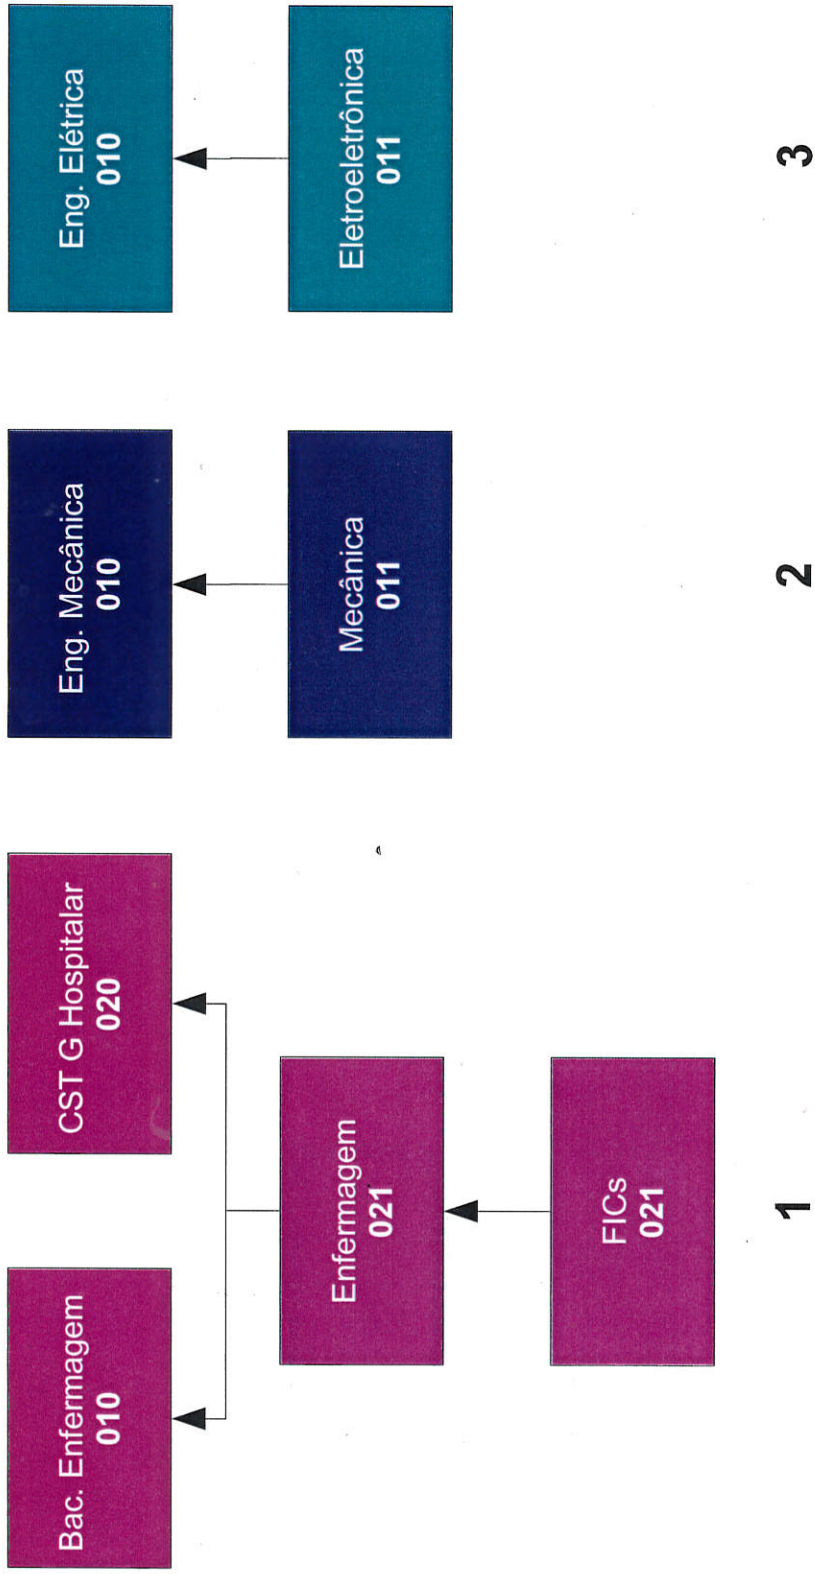 Bac. Enfermagem
010
CST G Hospitalar
020
Enfermagem
021
FICs
021
1
Eng. Mecânica
010
Mecânica
011
2
Eng. Elétrica
010
Eletroeletrônica
011
3